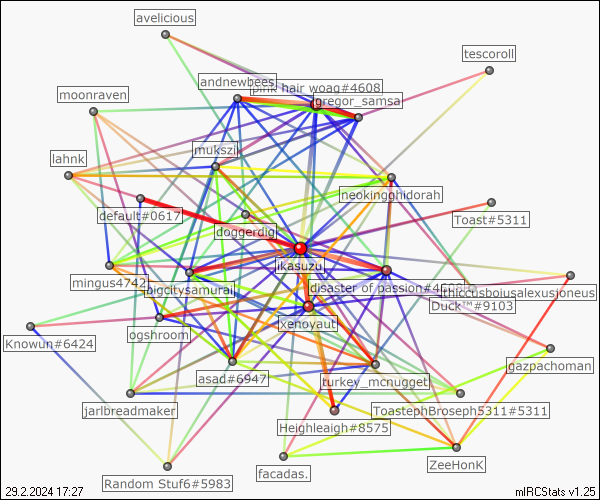 avelicious
tescoroll
andnewbees
pink hair woag#4608
moonraven
gregor_samsa
mukszi
lahnk
neokingghidorah
default#0617
Toast#5311
doggerdig
ikasuzu
mingus4742
bigcitysamurai
disaster of passion#4608
thiccusboiusalexusjoneus
Duck™#9103
xenoyaut
Knowun#6424
ogshroom
gazpachoman
asad#6947
turkey_mcnugget
jarlbreadmaker
ToastephBroseph5311#5311
Heighleaigh#8575
ZeeHonK
facadas.
Random Stuf6#5983
29.2.2024 17:27
mIRCStats v1.25